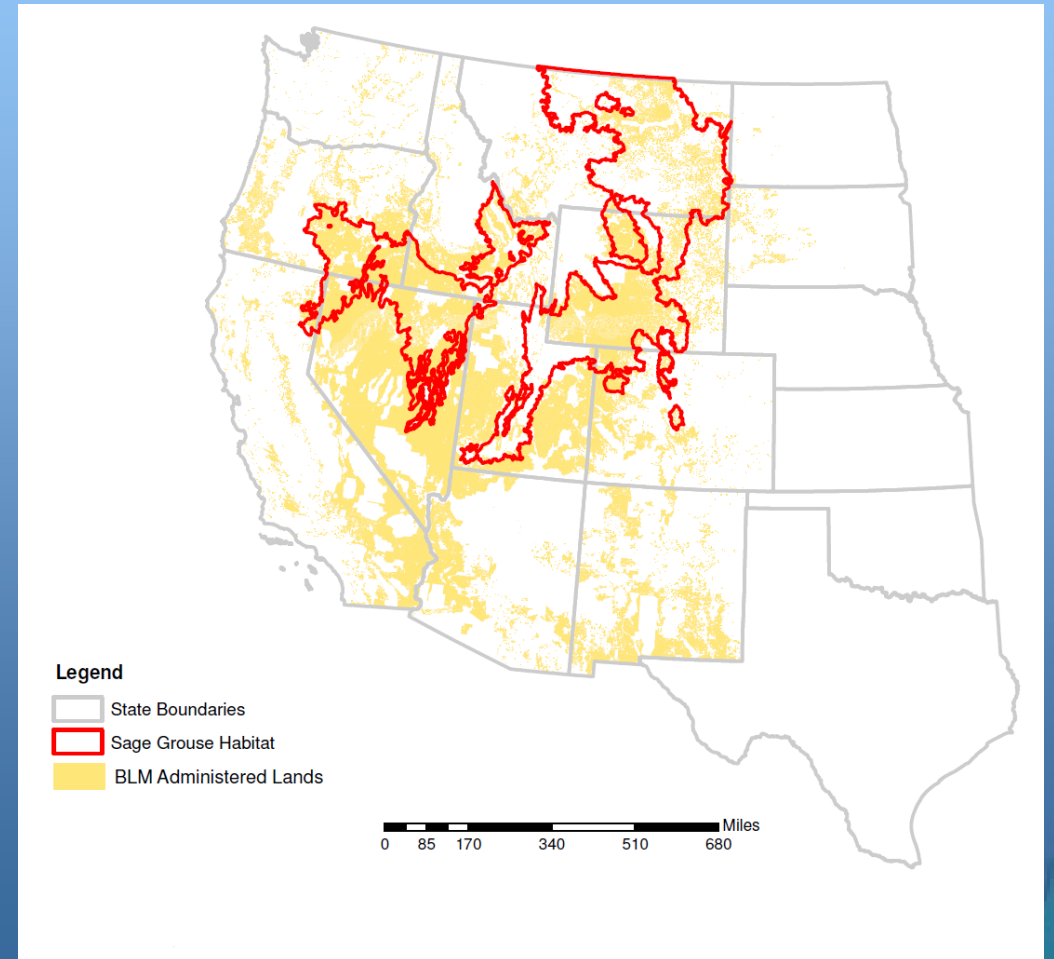 Legend
State Boundaries
Sage Grouse Habitat
BLM Administered Lands
Miles
0 85 170 340 510 680